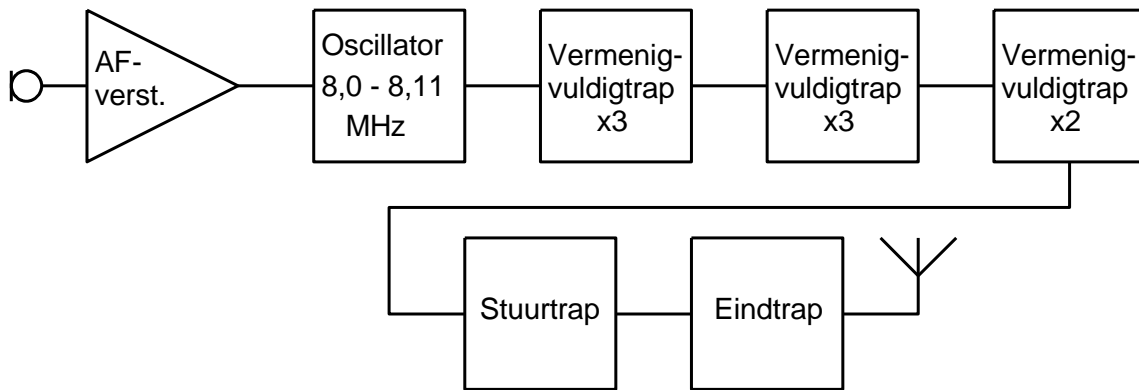 AF-
verst.
Oscillator
8,0 - 8,11
MHz
Vermenig-
vuldigtrap
x3
Vermenig-
vuldigtrap
x3
Vermenig-
vuldigtrap
x2
Stuurtrap
Eindtrap